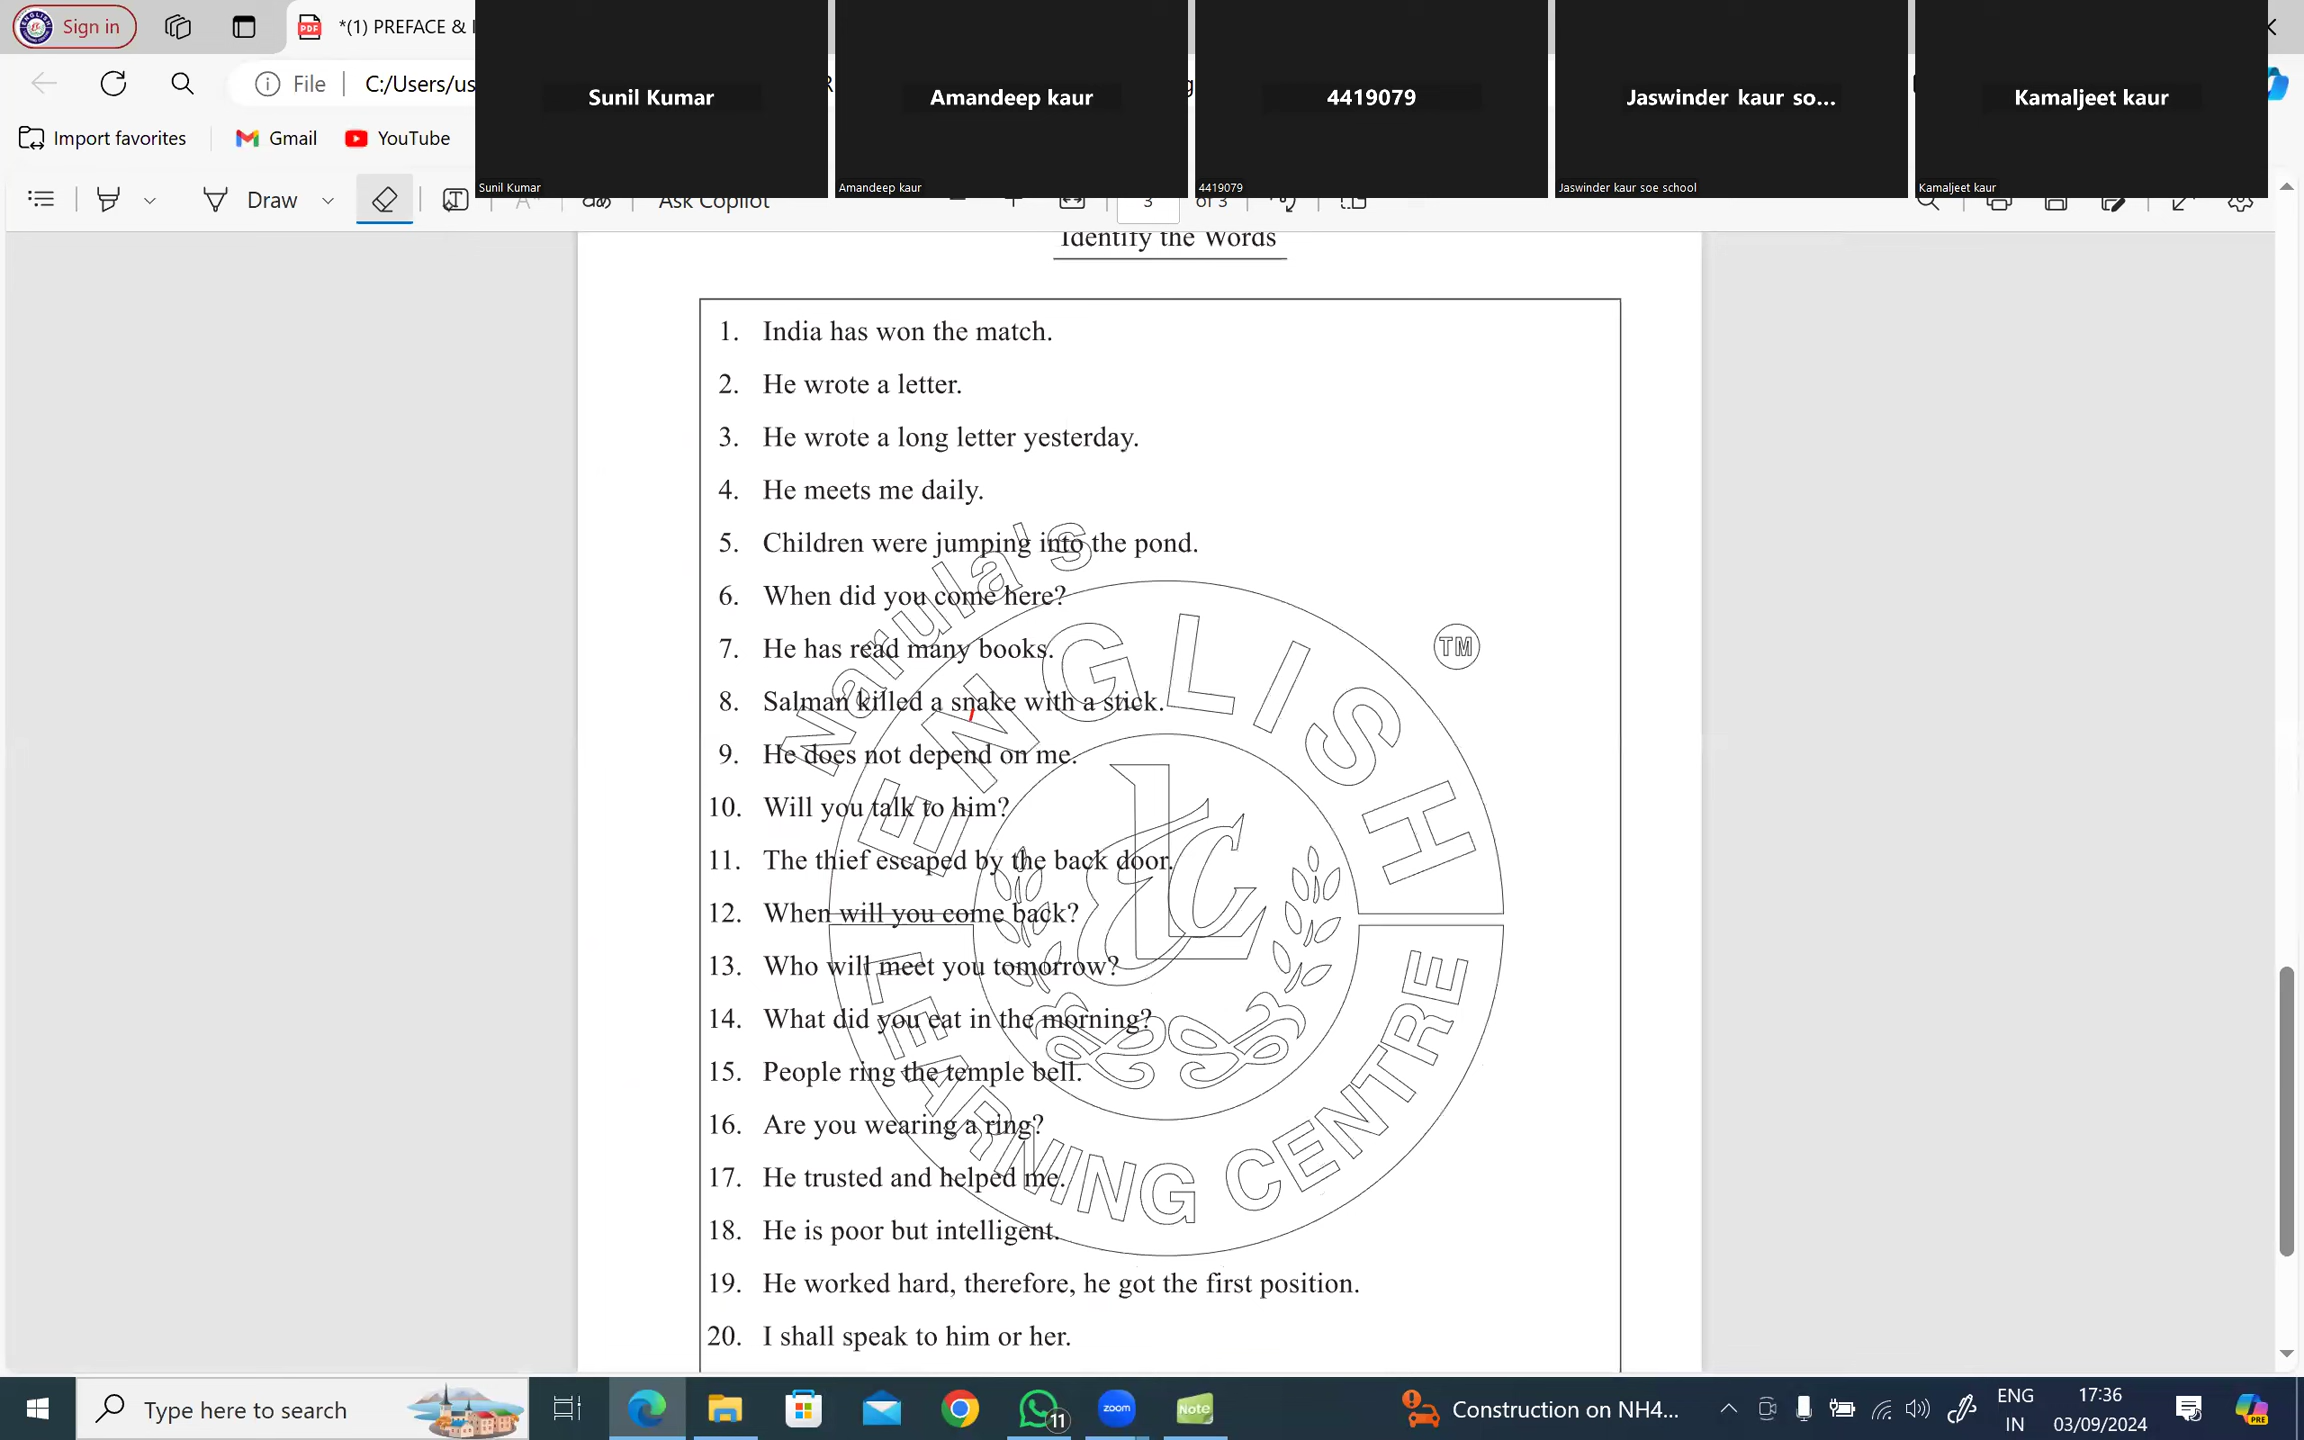 Sign in
*(1) PREFACE &
Sunil Kumar
Amandeep kaur
4419079
Jaswinder kaur so...
Kamaljeet kaur
File
C:/Users/us
Import favorites
Gmail
YouTube
Sunil Kumar
Amandeep kaur
4419079
Jaswinder kaur soe school
Kamaljeet kaur
Draw
Ask Copilot
3
of 3
Identify the Words
1. India has won the match.
2. He wrote a letter.
3. He wrote a long letter yesterday.
4. He meets me daily.
5. Children were jumping into the pond.
6. When did you come here?
7. He has read many books.
8. Salman killed a snake with a stick.
9. He does not depend on me.
10. Will you talk to him?
11. The thief escaped by the back door.
12. When will you come back?
13. Who will meet you tomorrow?
14. What did you eat in the morning?
15. People ring the temple bell.
16. Are you wearing a ring?
17. He trusted and helped me.
18. He is poor but intelligent.
19. He worked hard, therefore, he got the first position.
20. I shall speak to him or her.
Narula's
ENGLISH
TM
LEARNING CENTRE
Type here to search
11
zoom
Note
Construction on NH4...
ENG
IN
17:36
03/09/2024
PRE